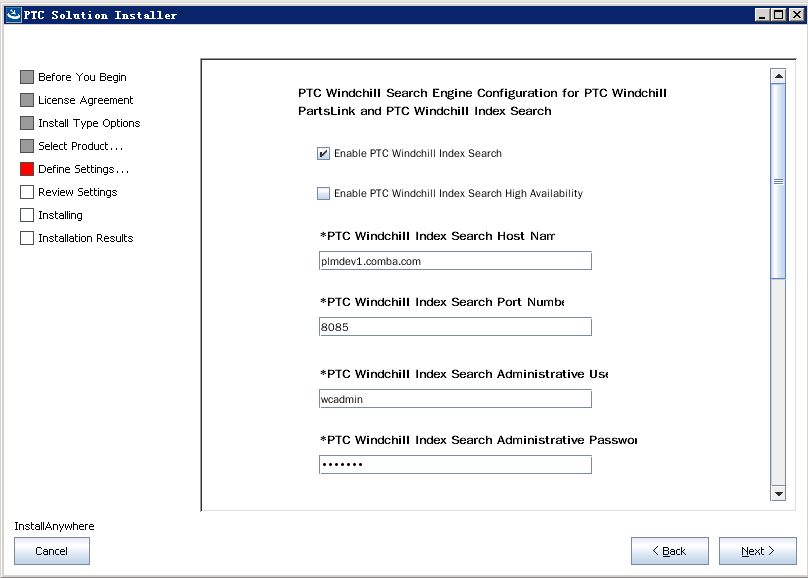 PTC Solution Installer
Before You Begin
License Agreement
Install Type Options
Select Product...
Define Settings...
Review Settings
Installing
Installation Results
PTC Windchill Search Engine Configuration for PTC Windchill
PartsLink and PTC Windchill Index Search
Enable PTC Windchill Index Search
Enable PTC Windchill Index Search High Availability
*PTC Windchill Index Search Host Nam
plmdev1.comba.com
*PTC Windchill Index Search Port Numbe
8085
*PTC Windchill Index Search Administrative Use
wcadmin
*PTC Windchill Index Search Administrative Passwor
•••••••
InstallAnywhere
Cancel
< Back
Next >